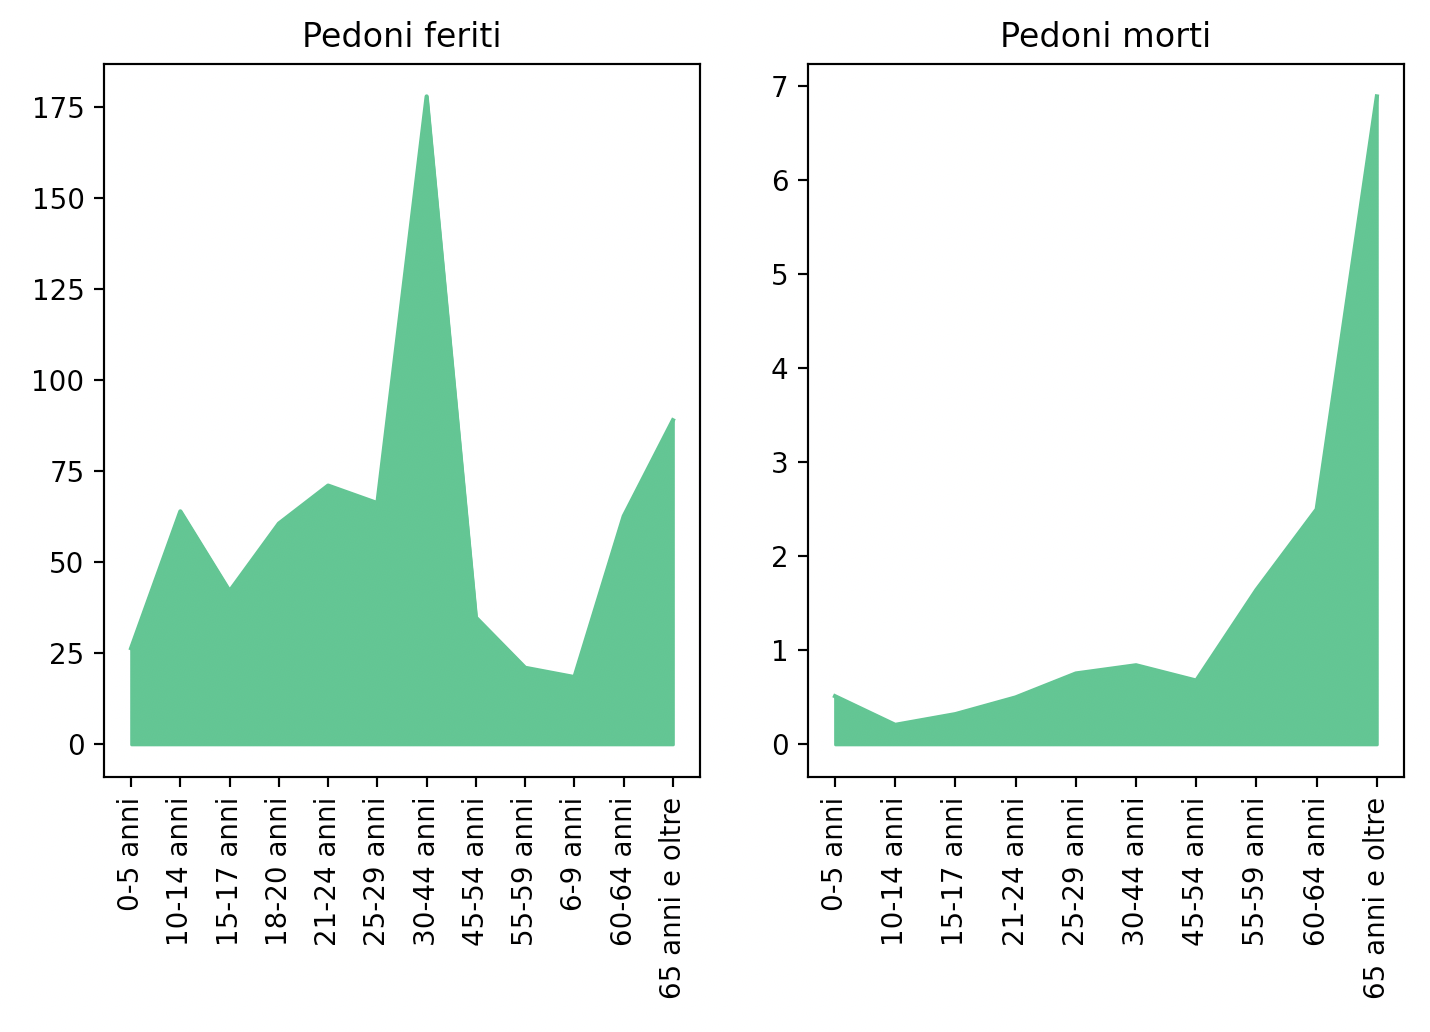 Pedoni feriti
175
150
125
100
75
50
25
0
0-5 anni
10-14 anni
15-17 anni
18-20 anni
21-24 anni
25-29 anni
30-44 anni
45-54 anni
55-59 anni
6-9 anni
60-64 anni
65 anni e oltre
Pedoni morti
7
6
5
4
3
2
1
0
0-5 anni
10-14 anni
15-17 anni
21-24 anni
25-29 anni
30-44 anni
45-54 anni
55-59 anni
60-64 anni
65 anni e oltre